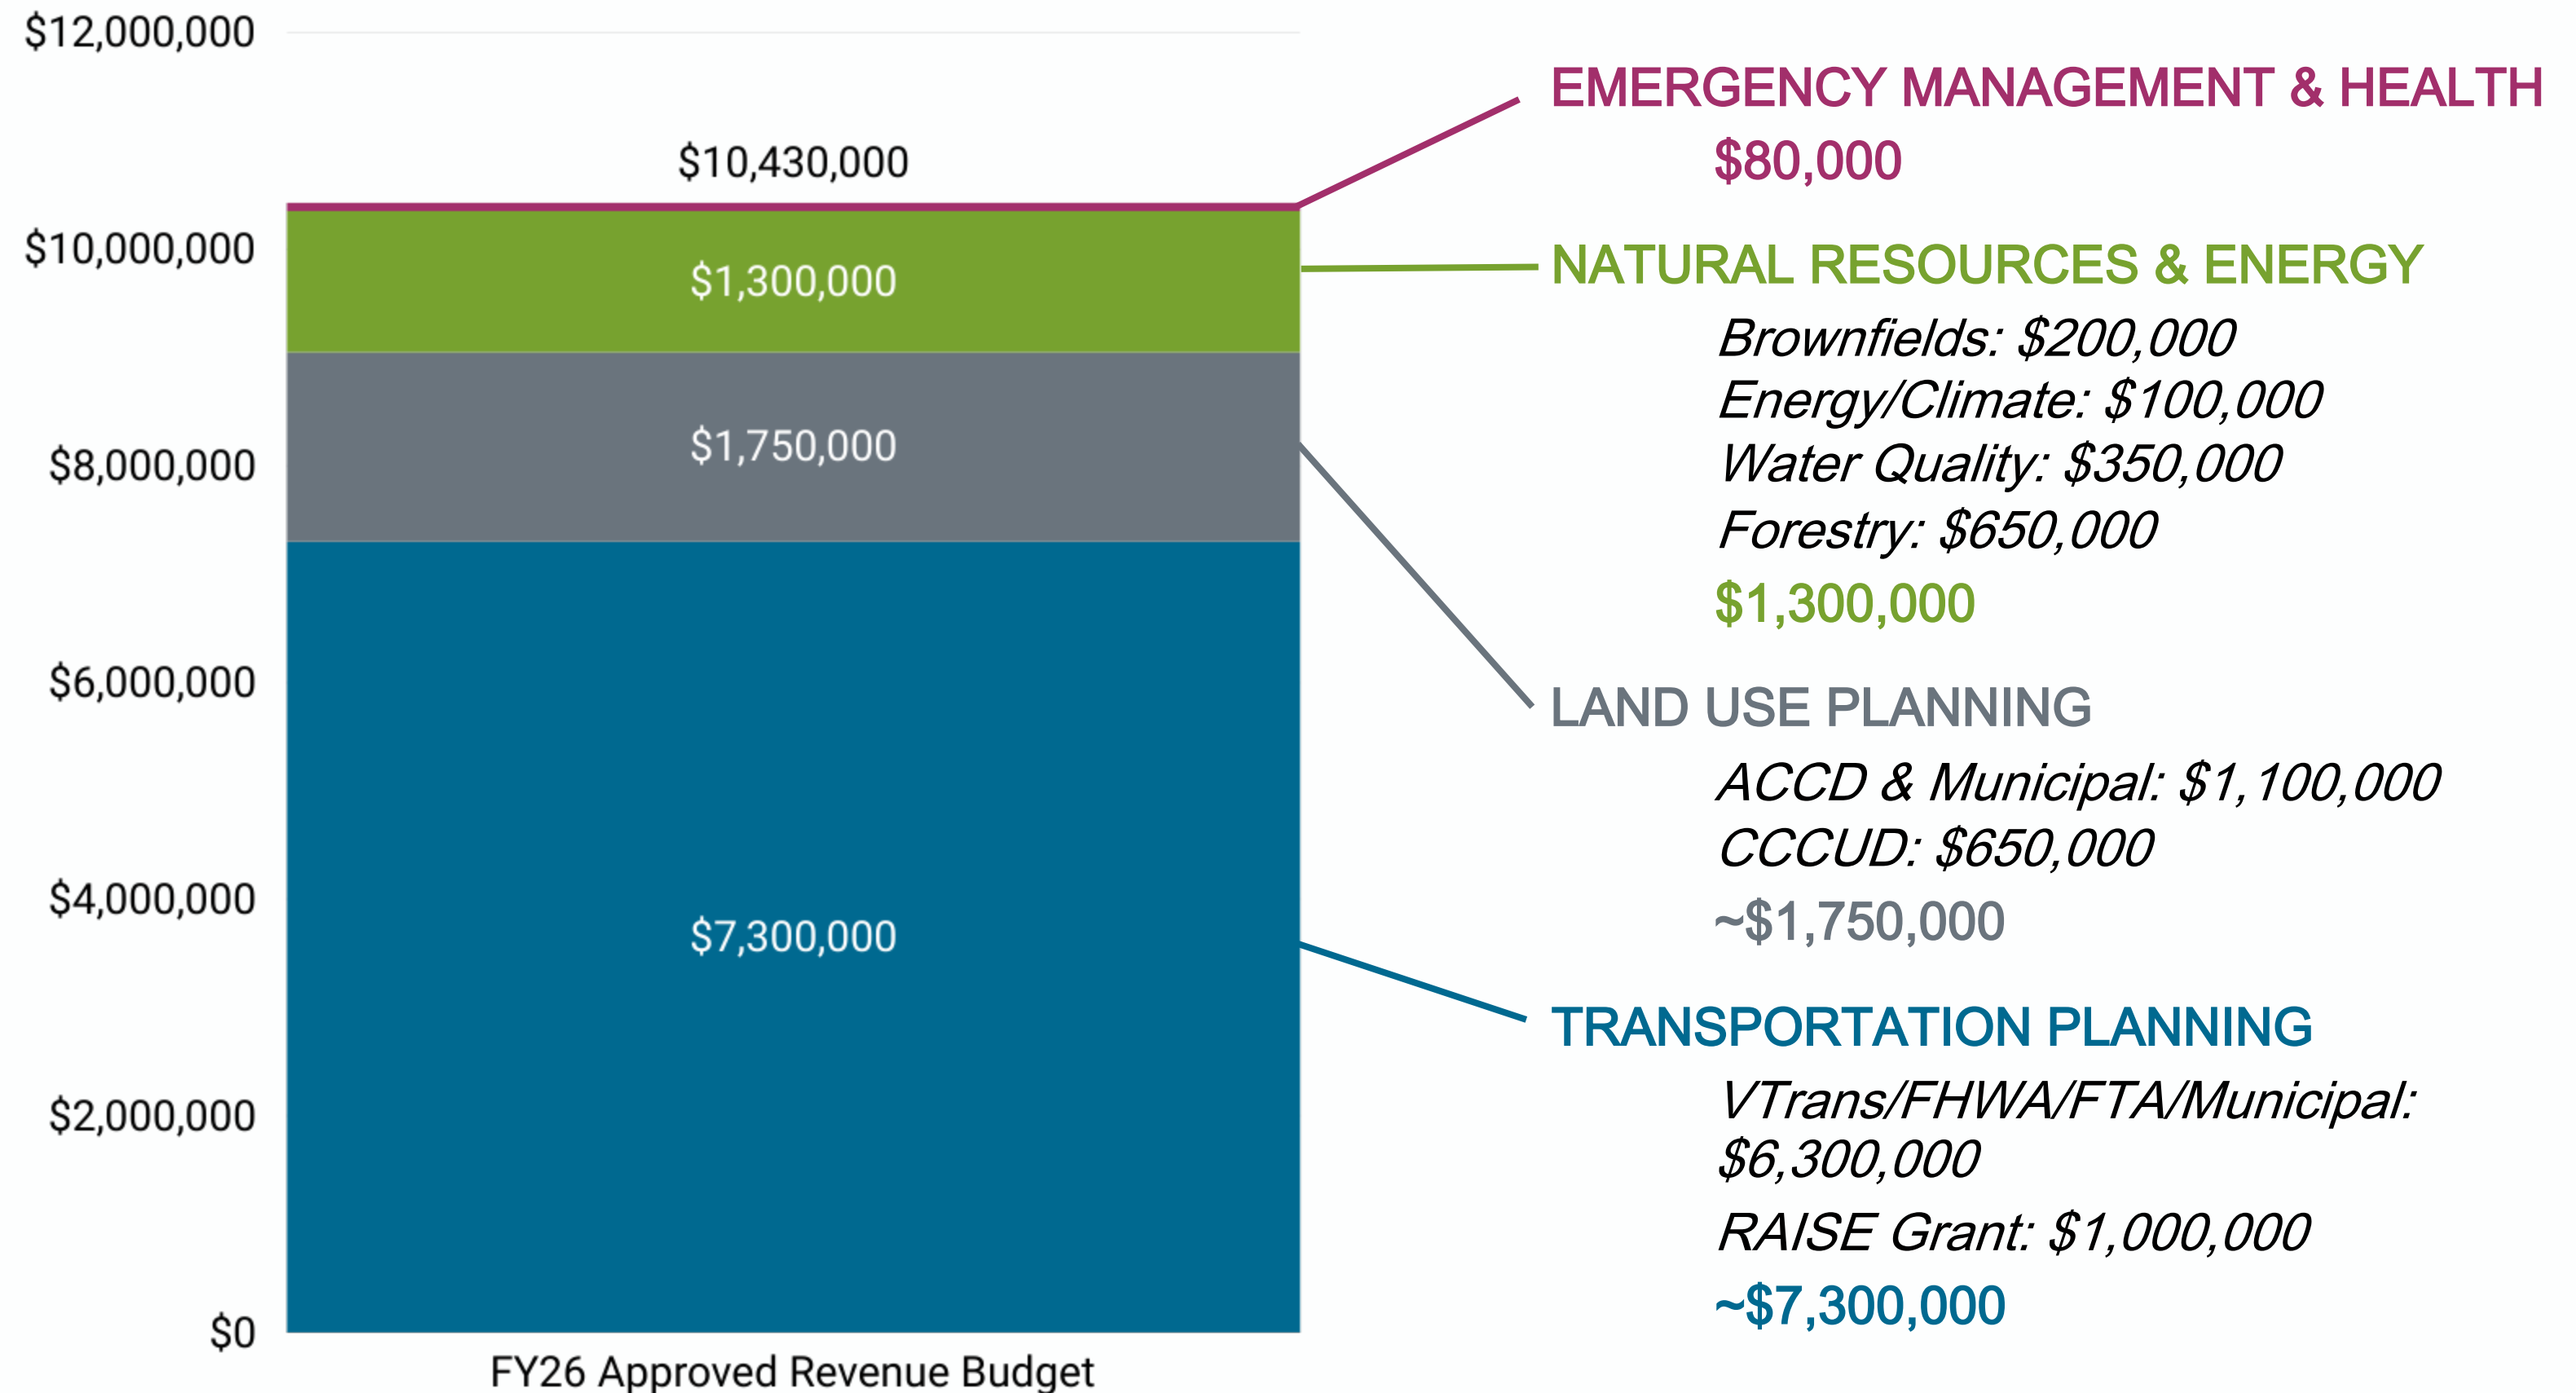 $12,000,000
$10,000,000
$8,000,000
$6,000,000
$4,000,000
$2,000,000
$0
$10,430,000
$1,300,000
$1,750,000
$7,300,000
FY26 Approved Revenue Budget
EMERGENCY MANAGEMENT & HEALTH
$80,000
NATURAL RESOURCES & ENERGY
Brownfields: $200,000
Energy/Climate: $100,000
Water Quality: $350,000
Forestry: $650,000
$1,300,000
LAND USE PLANNING
ACCD & Municipal: $1,100,000
CCCUD: $650,000
~$1,750,000
TRANSPORTATION PLANNING
VTrans/FHWA/FTA/Municipal:
$6,300,000
RAISE Grant: $1,000,000
~$7,300,000